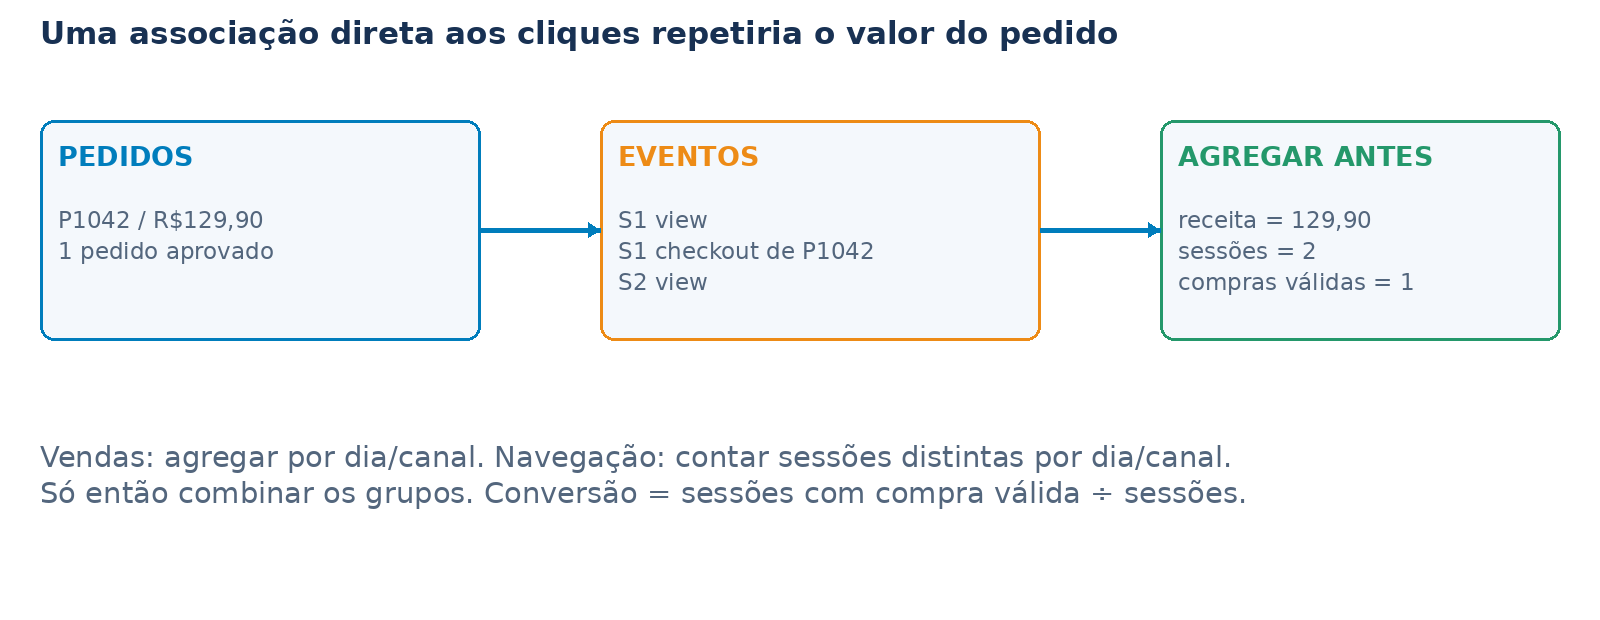 Uma associação direta aos cliques repetiria o valor do pedido
PEDIDOS
P1042 / R$129,90
1 pedido aprovado
EVENTOS
S1 view
S1 checkout de P1042
S2 view
AGREGAR ANTES
receita = 129,90
sessões = 2
compras válidas = 1
Vendas: agregar por dia/canal. Navegação: contar sessões distintas por dia/canal.
Só então combinar os grupos. Conversão = sessões com compra válida ÷ sessões.